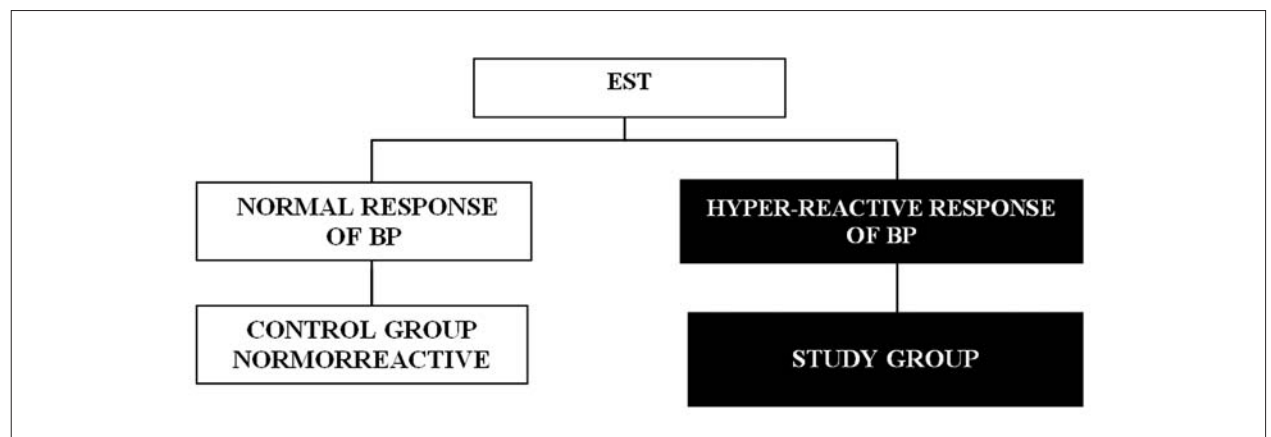 EST
NORMAL RESPONSE
OF BP
HYPER-REACTIVE RESPONSE
OF BP
CONTROL GROUP
NORMORREACTIVE
STUDY GROUP